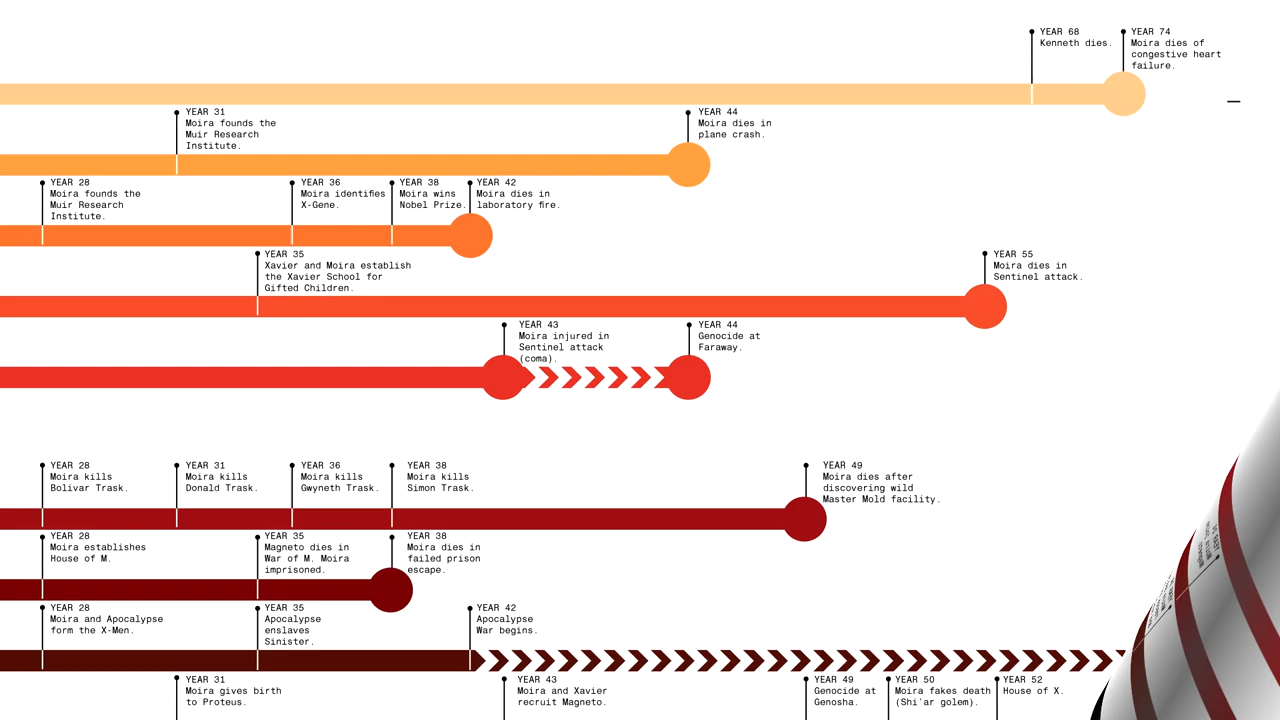 YEAR 68
Kenneth dies.
YEAR 74
Moira dies of
congestive heart
failure.
YEAR 31
Moira founds the
Muir Research
Institute.
YEAR 44
Moira dies in
plane crash.
YEAR 28
Moira founds the
Muir Research
Institute.
YEAR 36
Moira identifies
X-Gene.
YEAR 38
Moira wins
Nobel Prize.
YEAR 42
Moira dies in
laboratory fire.
YEAR 35
Xavier and Moira establish
the Xavier School for
Gifted Children.
YEAR 55
Moira dies in
Sentinel attack.
YEAR 43
Moira injured in
Sentinel attack
(coma).
YEAR 44
Genocide at
Faraway.
YEAR 28
Moira kills
Bolivar Trask.
YEAR 31
Moira kills
Donald Trask.
YEAR 36
Moira kills
Gwyneth Trask.
YEAR 38
Moira kills
Simon Trask.
YEAR 49
Moira dies after
discovering wild
Master Mold facility.
YEAR 28
Moira establishes
House of M.
YEAR 35
Magneto dies in
War of M. Moira
imprisoned.
YEAR 38
Moira dies in
failed prison
escape.
YEAR 28
Moira and Apocalypse
form the X-Men.
YEAR 35
Apocalypse
enslaves
Sinister.
YEAR 42
Apocalypse
War begins.
YEAR 31
Moira gives birth
to Proteus.
YEAR 43
Moira and Xavier
recruit Magneto.
YEAR 49
Genocide at
Genosha.
YEAR 50
Moira fakes death
(Shi'ar golem).
YEAR 52
House of X.